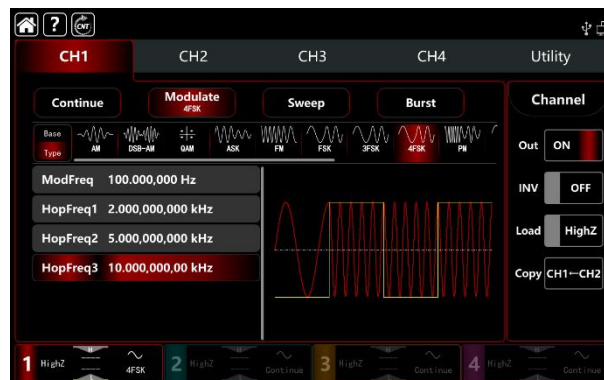 ? CNT
CH1 CH2 CH3 CH4 Utility
Continue Modulate Sweep Burst Channel
4FSK
Base
Type AM DSB-AM QAM ASK FM FSK 3FSK 4FSK PM
Out ON
ModFreq 100.000,000 Hz
INV OFF
HopFreq1 2.000,000,000 kHz
HopFreq2 5.000,000,000 kHz
Load HighZ
HopFreq3 10.000,000,00 kHz
Copy CH1←CH2
1 HighZ 4FSK 2 HighZ Continue 3 HighZ Continue 4 HighZ Continue